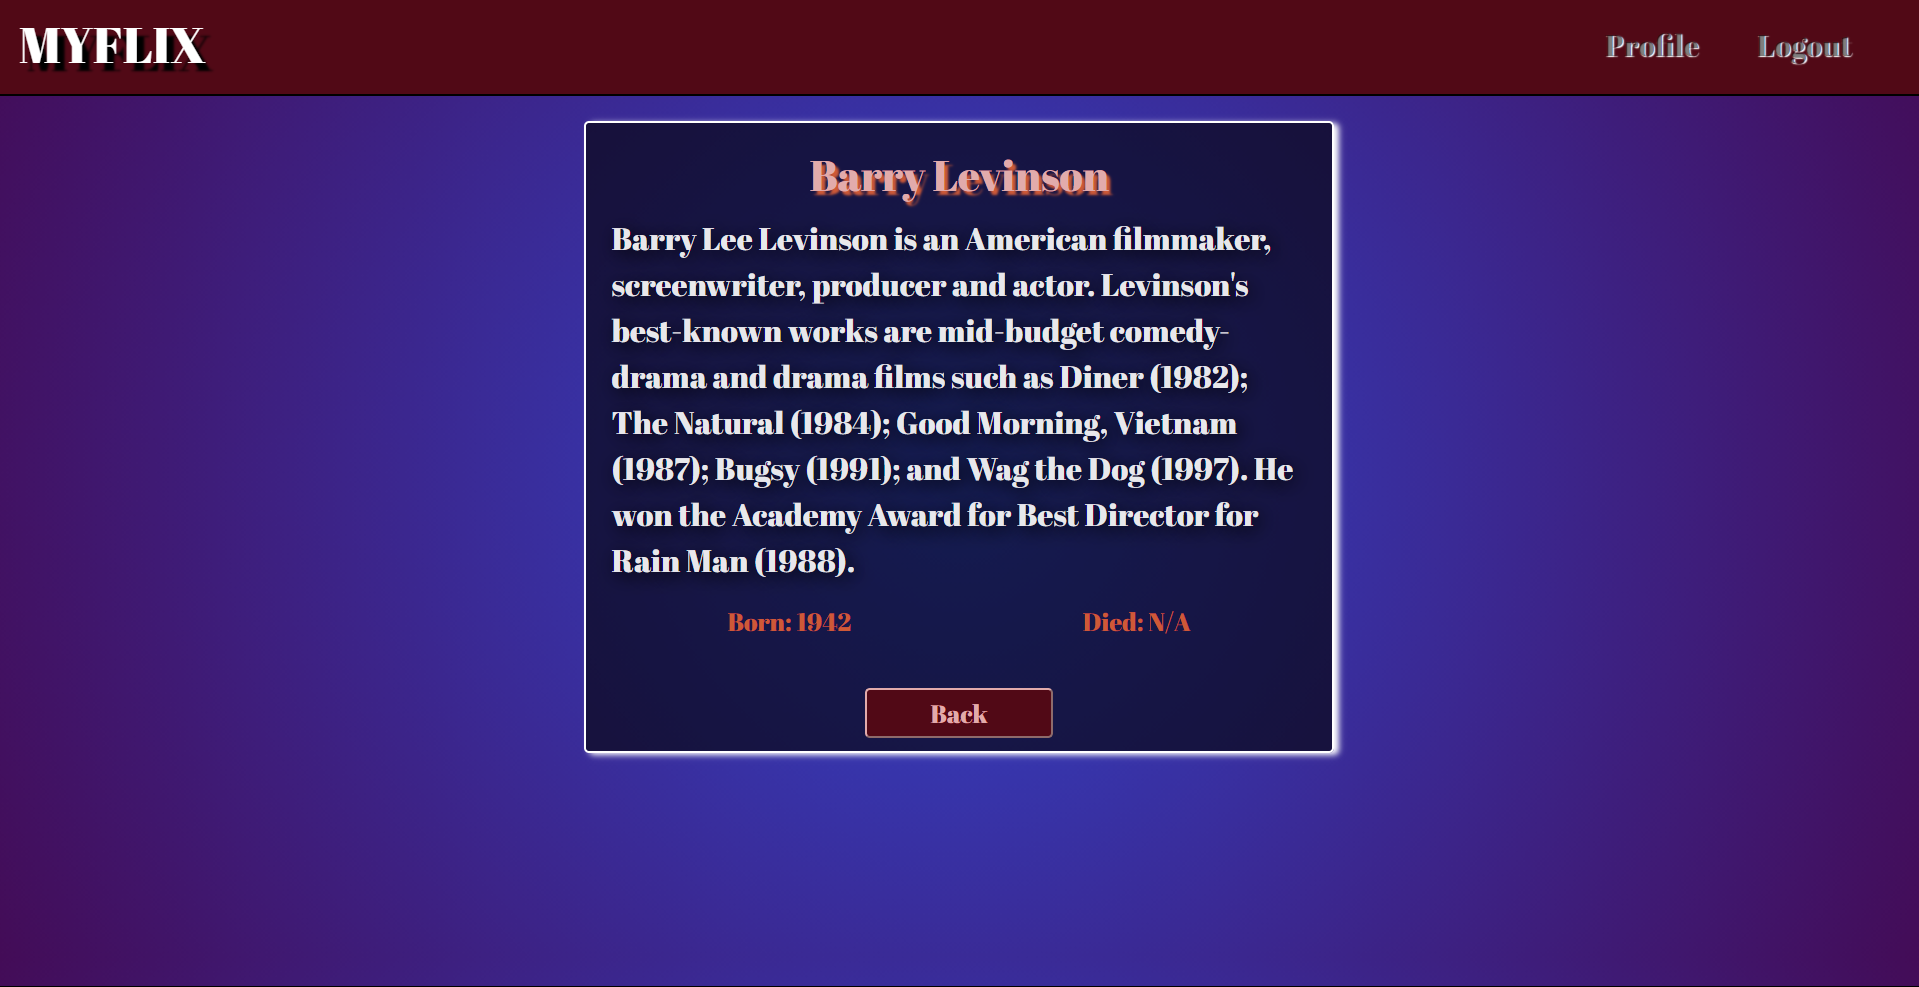 MYFLIX
Profile
Logout
Barry Levinson
Barry Lee Levinson is an American filmmaker,
screenwriter, producer and actor. Levinson's
best-known works are mid-budget comedy-
drama and drama films such as Diner (1982);
The Natural (1984); Good Morning, Vietnam
(1987); Bugsy (1991); and Wag the Dog (1997). He
won the Academy Award for Best Director for
Rain Man (1988).
Born: 1942
Died: N/A
Back